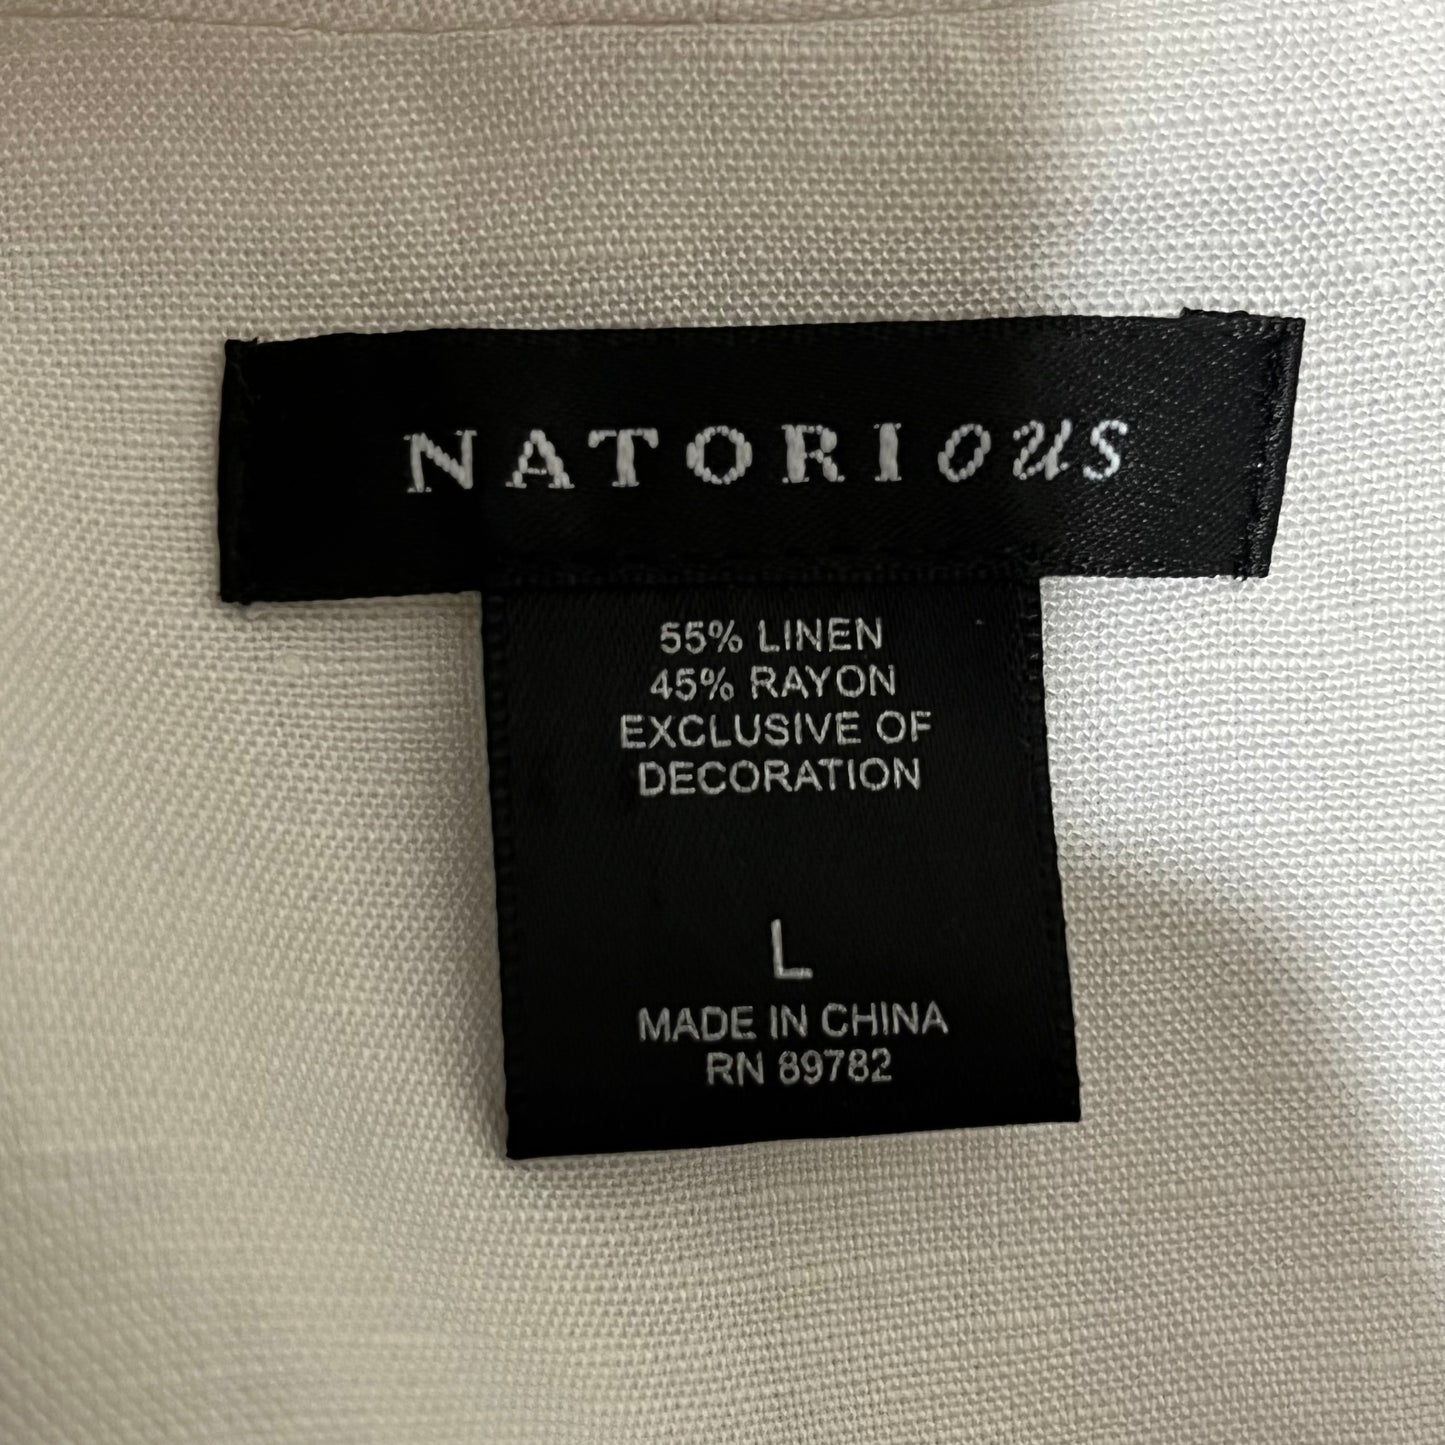 NATORIous
55% LINEN
45% RAYON
EXCLUSIVE OF
DECORATION
L
MADE IN CHINA
RN 89782